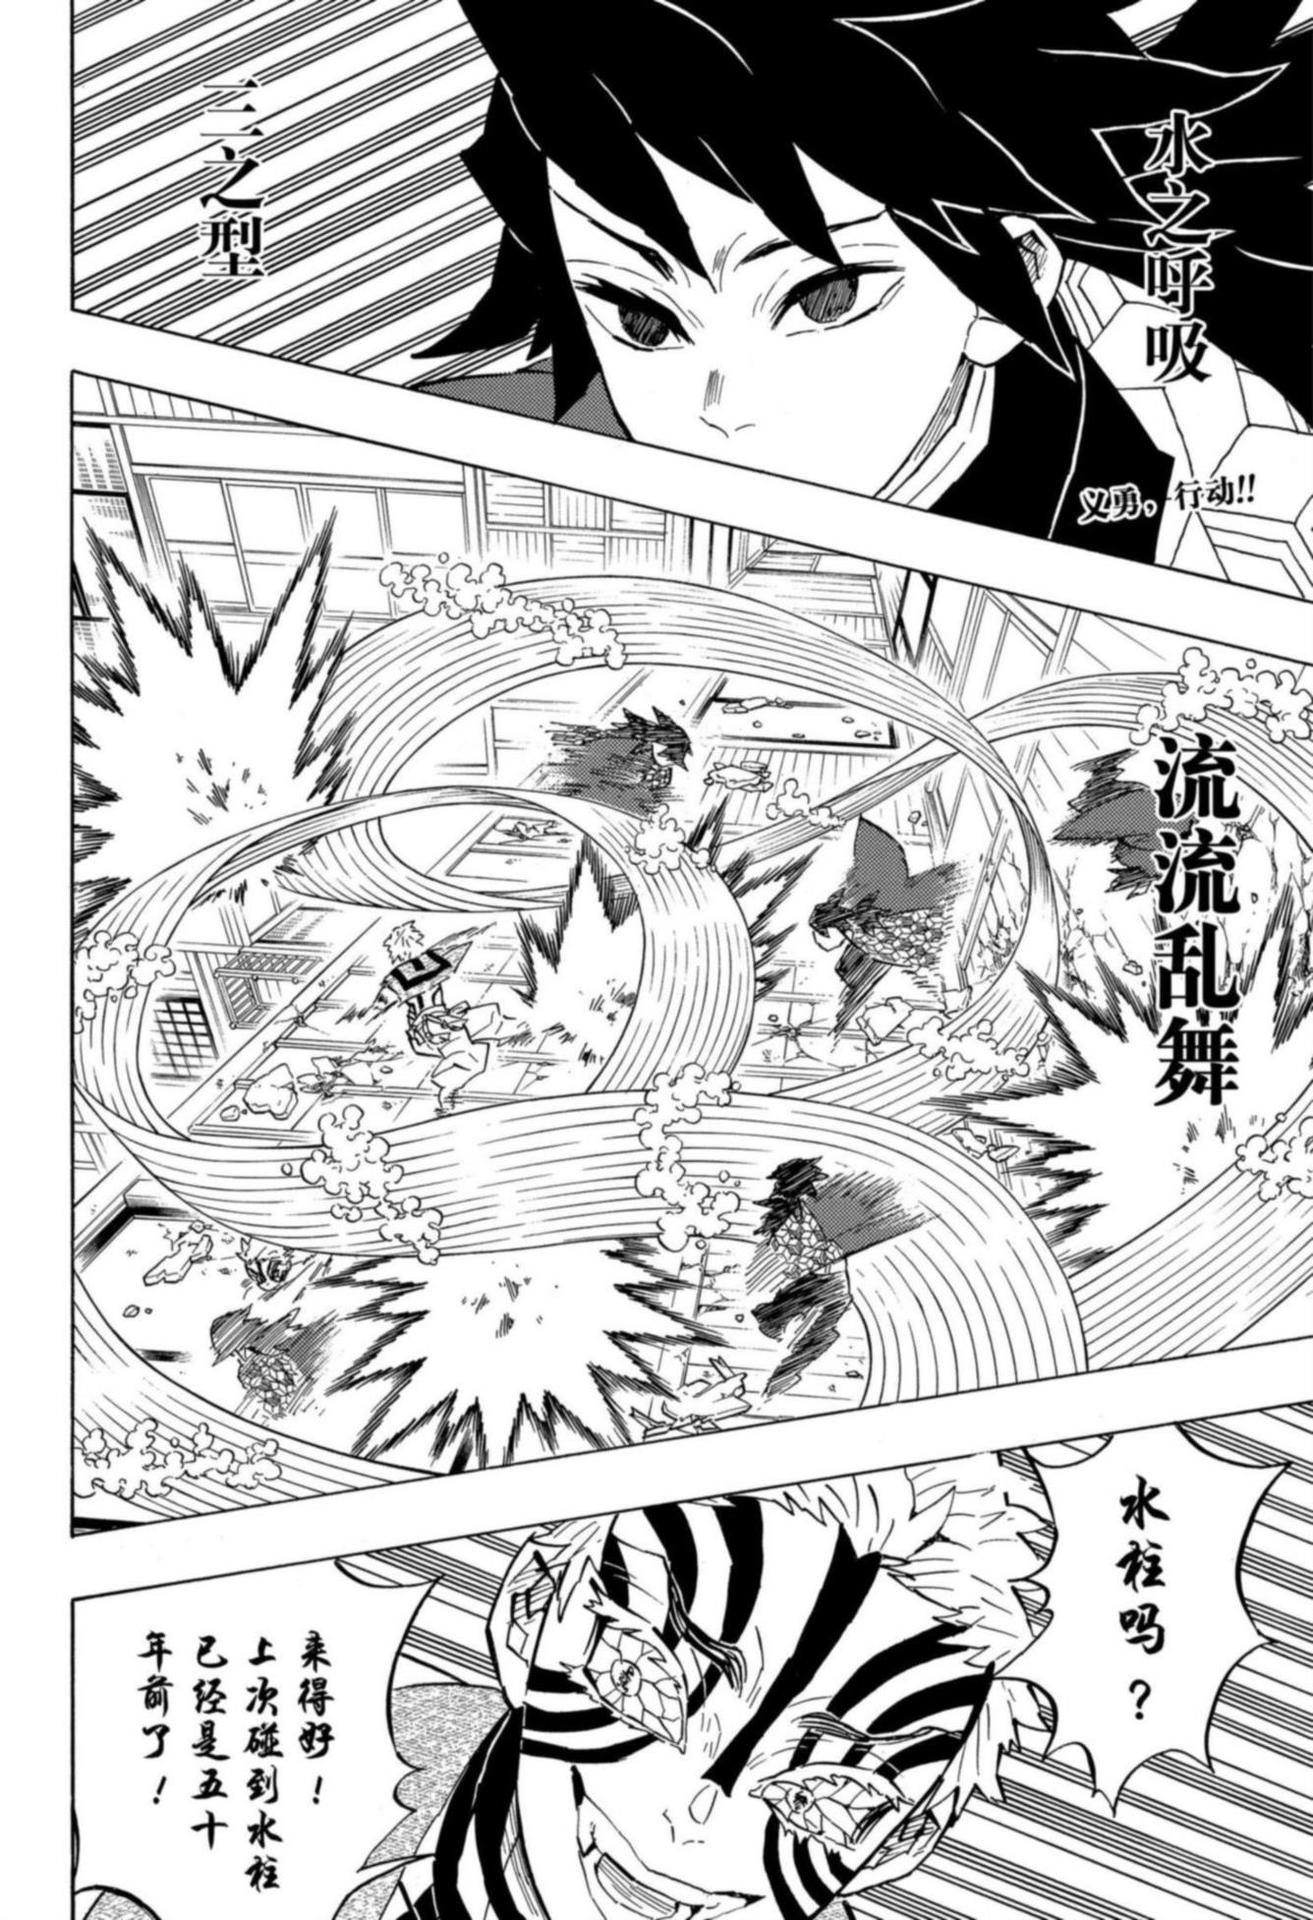 水之呼吸
义勇，行动!!
三之型
流流乱舞
水柱吗？
来得好！
上次碰到水柱
已经是五十
年前了！